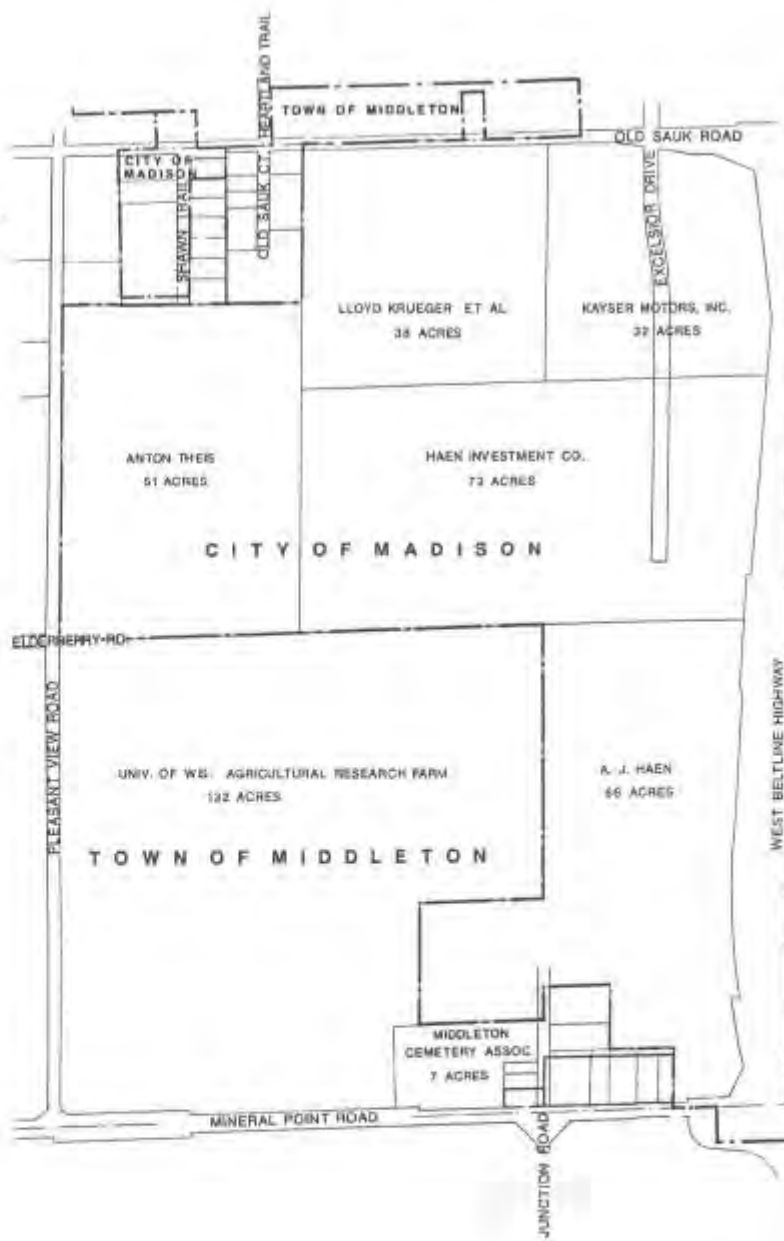 HEARTLAND TRAIL
TOWN OF MIDDLETON
OLD SAUK ROAD
CITY OF
MADISON
SHAWN TRAIL
OLD SAUK CT.
EXCELSIOR DRIVE
LLOYD KRUEGER ET AL
38 ACRES
KAYSER MOTORS, INC.
32 ACRES
ANTON THEIS
51 ACRES
HAEN INVESTMENT CO.
73 ACRES
CITY OF MADISON
ELDERBERRY RD.
PLEASANT VIEW ROAD
WEST BELTLINE HIGHWAY
UNIV. OF WIS. AGRICULTURAL RESEARCH FARM
132 ACRES
A. J. HAEN
66 ACRES
TOWN OF MIDDLETON
MIDDLETON
CEMETERY ASSOC.
7 ACRES
MINERAL POINT ROAD
JUNCTION ROAD